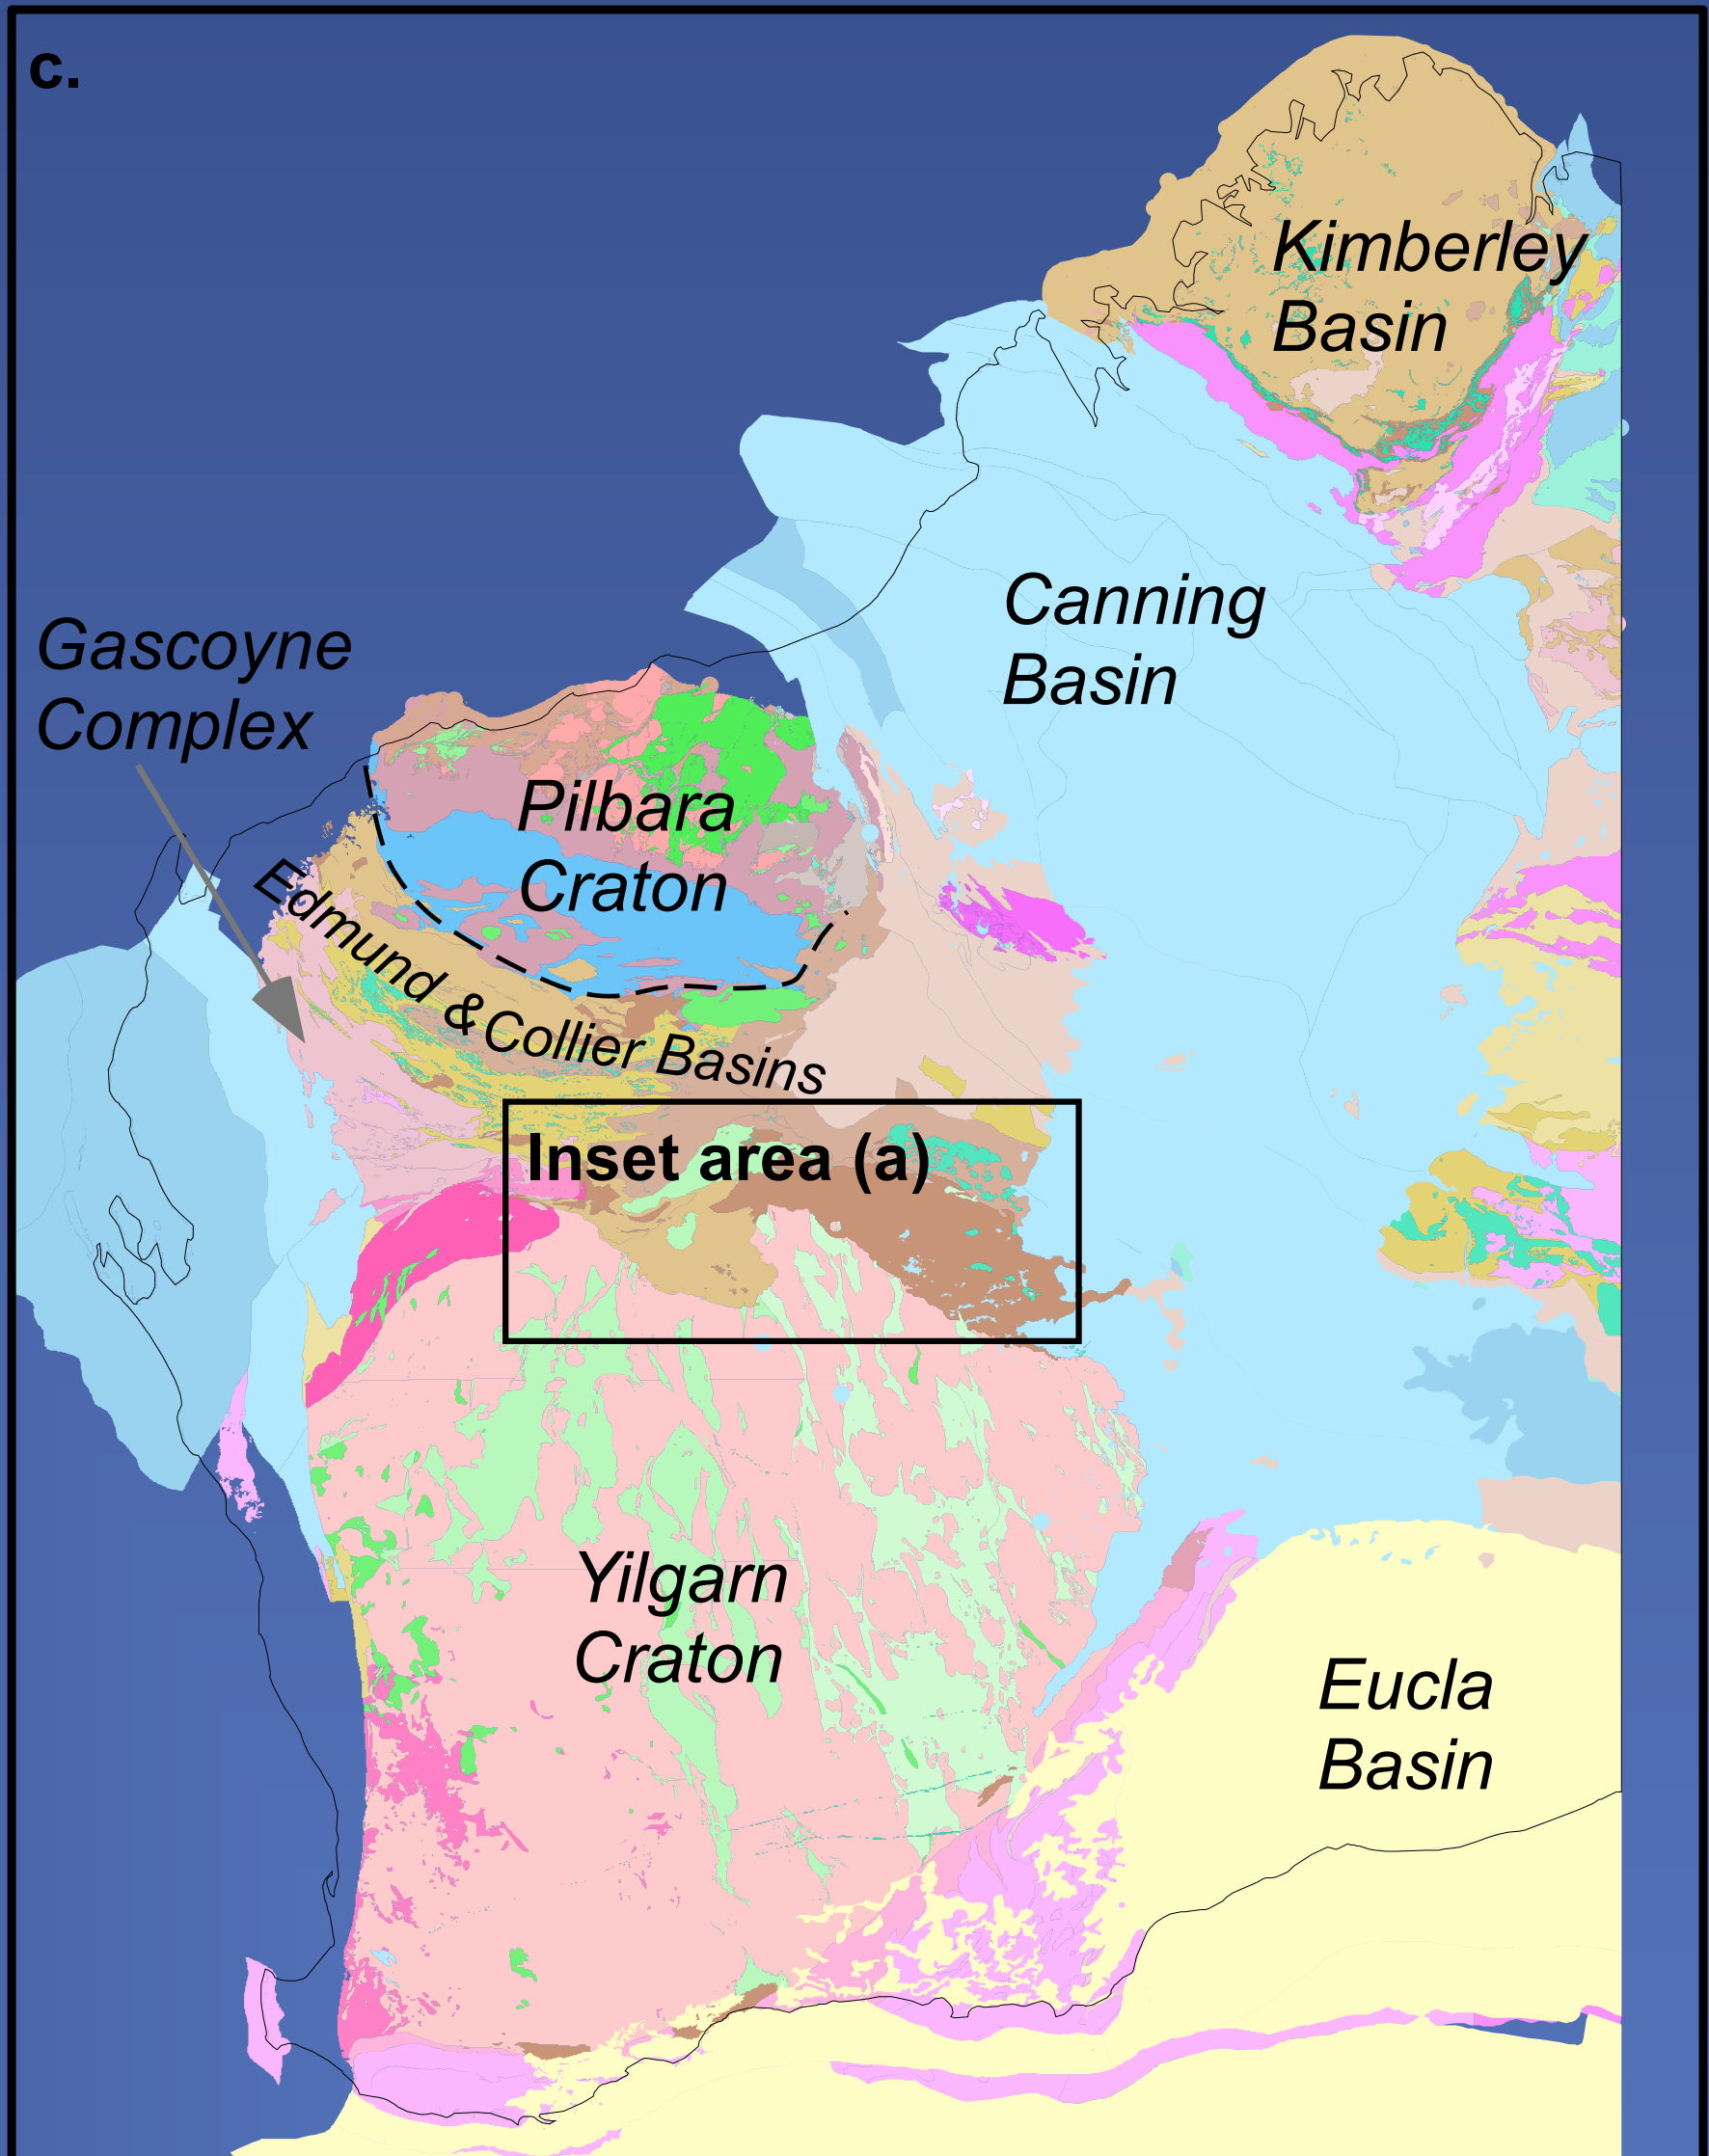 c.
Kimberley
Basin
Canning
Basin
Gascoyne
Complex
Pilbara
Craton
Edmund & Collier Basins
Inset area (a)
Yilgarn
Craton
Eucla
Basin